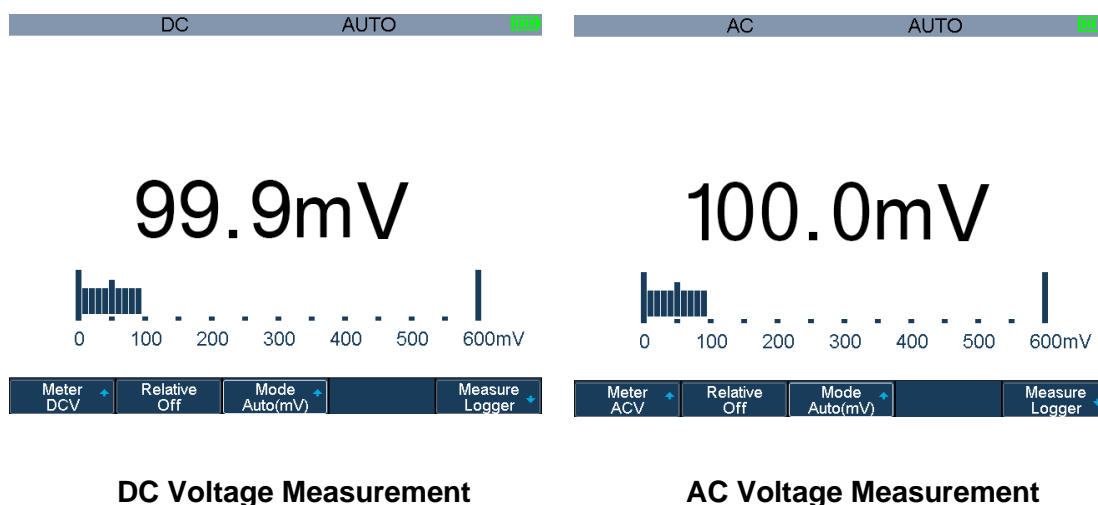 DC AUTO
99.9mV
0 100 200 300 400 500 600mV
Meter DCV Relative Off Mode Auto(mV) Measure Logger
DC Voltage Measurement
AC AUTO
100.0mV
0 100 200 300 400 500 600mV
Meter ACV Relative Off Mode Auto(mV) Measure Logger
AC Voltage Measurement